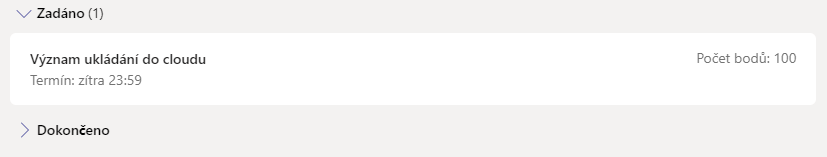 Zadáno (1)
Význam ukládání do cloudu
Počet bodů: 100
Termín: zítra 23:59
Dokončeno